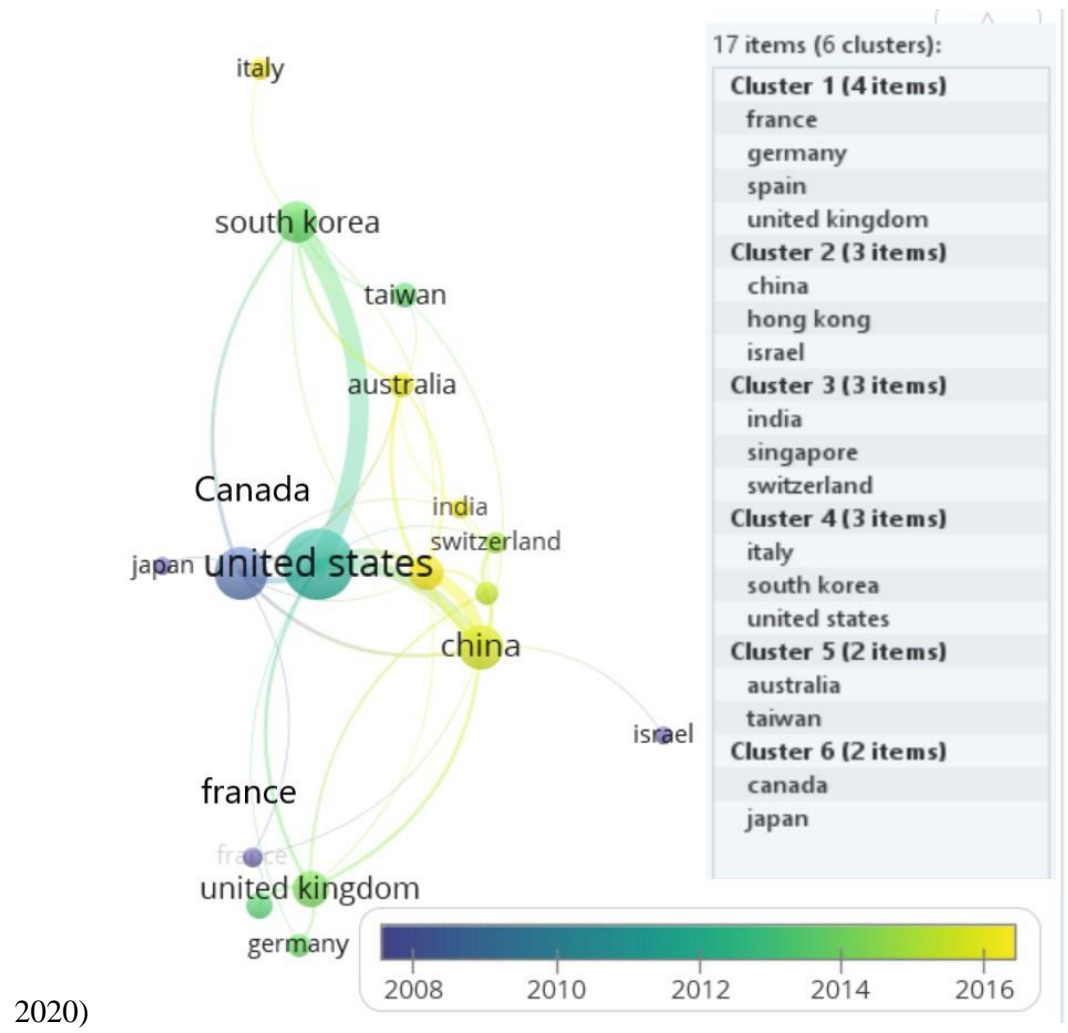 italy
south korea
taiwan
australia
Canada
india
switzerland
japan
united states
china
israel
france
france
united kingdom
germany
17 items (6 clusters):
Cluster 1 (4 items)
france
germany
spain
united kingdom
Cluster 2 (3 items)
china
hong kong
israel
Cluster 3 (3 items)
india
singapore
switzerland
Cluster 4 (3 items)
italy
south korea
united states
Cluster 5 (2 items)
australia
taiwan
Cluster 6 (2 items)
canada
japan
2008 2010 2012 2014 2016
2020)